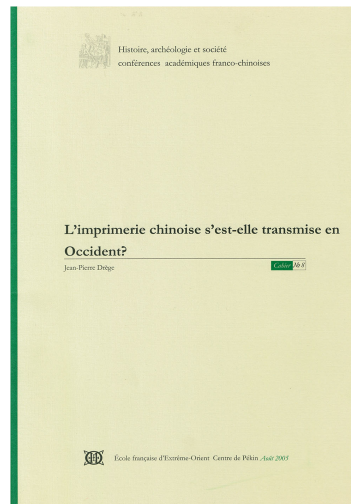 Histoire, archéologie et société
conférences académiques franco-chinoises
L'imprimerie chinoise s'est-elle transmise en
Occident?
Jean-Pierre Drège
Cahier N° 8
École française d'Extrême-Orient Centre de Pékin Août 2005